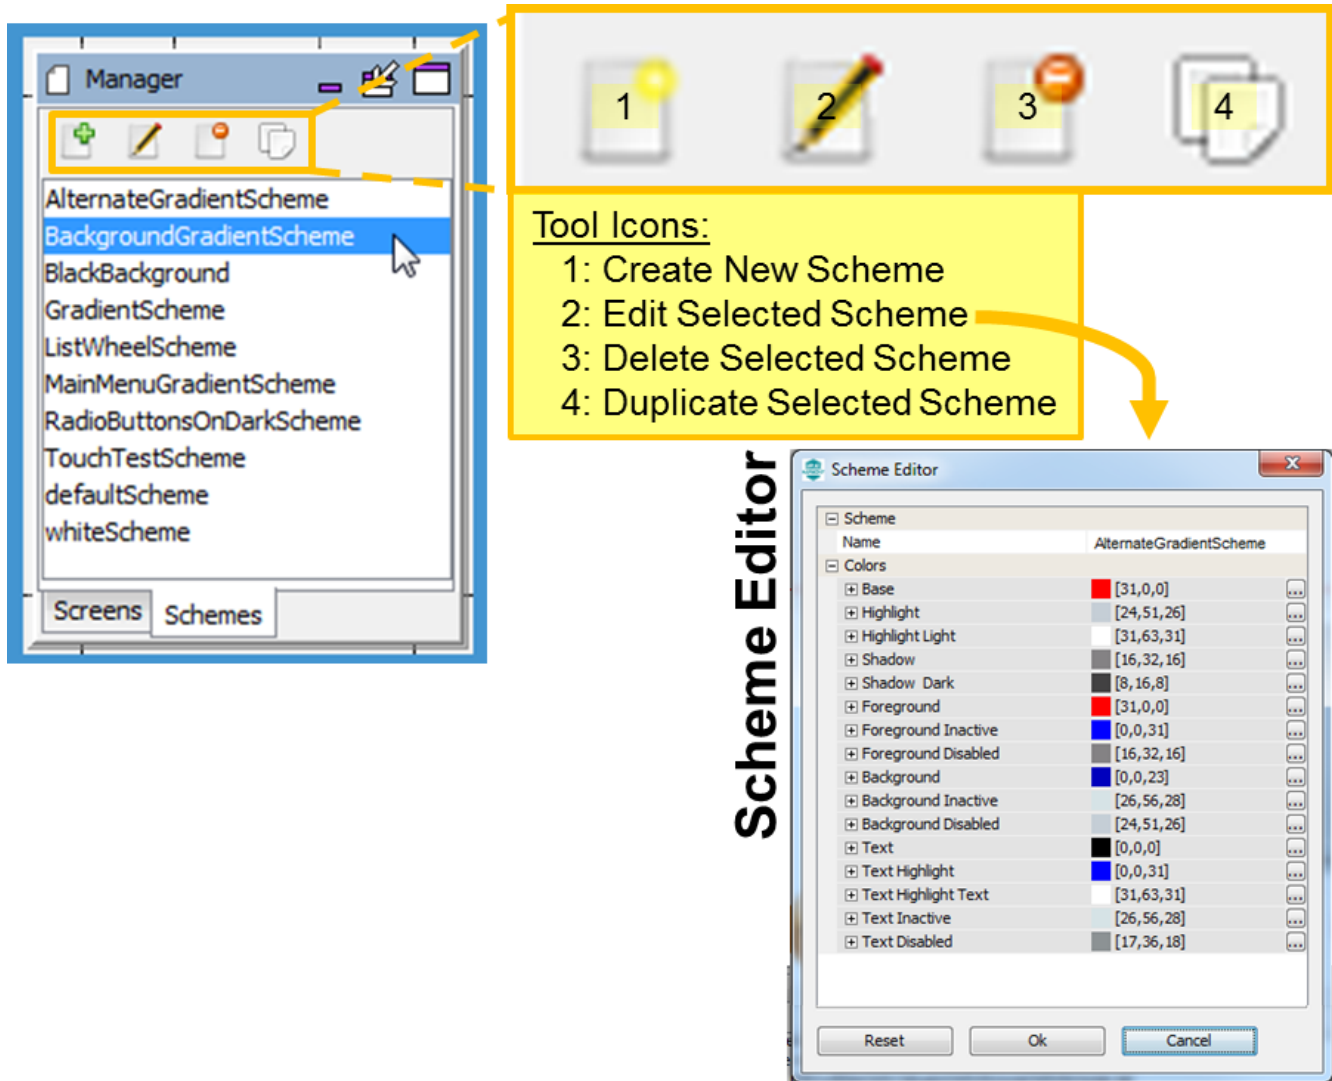 Manager
AlternateGradientScheme
BackgroundGradientScheme
BlackBackground
GradientScheme
ListWheelScheme
MainMenuGradientScheme
RadioButtonsOnDarkScheme
TouchTestScheme
defaultScheme
whiteScheme
Screens Schemes
1 2 3 4
Tool Icons:
1: Create New Scheme
2: Edit Selected Scheme
3: Delete Selected Scheme
4: Duplicate Selected Scheme
Scheme Editor
Scheme Editor
Scheme
Name AlternateGradientScheme
Colors
Base [31,0,0] ...
Highlight [24,51,26] ...
Highlight Light [31,63,31] ...
Shadow [16,32,16] ...
Shadow Dark [8,16,8] ...
Foreground [31,0,0] ...
Foreground Inactive [0,0,31] ...
Foreground Disabled [16,32,16] ...
Background [0,0,23] ...
Background Inactive [26,56,28] ...
Background Disabled [24,51,26] ...
Text [0,0,0] ...
Text Highlight [0,0,31] ...
Text Highlight Text [31,63,31] ...
Text Inactive [26,56,28] ...
Text Disabled [17,36,18] ...
Reset Ok Cancel